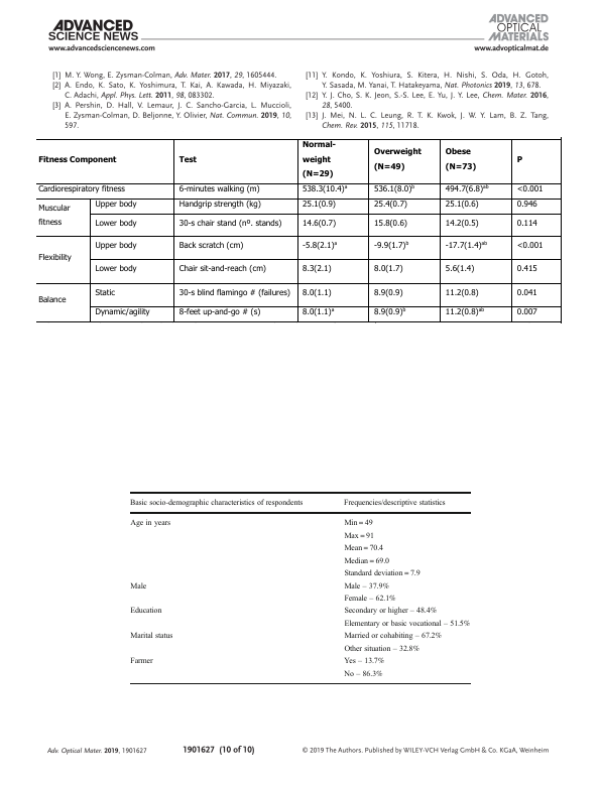 ADVANCED
SCIENCE NEWS
www.advancedsciencenews.com
ADVANCED
OPTICAL
MATERIALS
www.advopticalmat.de
[1] M. Y. Wong, E. Zysman-Colman, Adv. Mater. 2017, 29, 1605444.
[2] A. Endo, K. Sato, K. Yoshimura, T. Kai, A. Kawada, H. Miyazaki,
C. Adachi, Appl. Phys. Lett. 2011, 98, 083302.
[3] A. Pershin, D. Hall, V. Lemaur, J. C. Sancho-Garcia, L. Muccioli,
E. Zysman-Colman, D. Beljonne, Y. Olivier, Nat. Commun. 2019, 10,
597.
[11] Y. Kondo, K. Yoshiura, S. Kitera, H. Nishi, S. Oda, H. Gotoh,
Y. Sasada, M. Yanai, T. Hatakeyama, Nat. Photonics 2019, 13, 678.
[12] Y. J. Cho, S. K. Jeon, S.-S. Lee, E. Yu, J. Y. Lee, Chem. Mater. 2016,
28, 5400.
[13] J. Mei, N. L. C. Leung, R. T. K. Kwok, J. W. Y. Lam, B. Z. Tang,
Chem. Rev. 2015, 115, 11718.
Fitness Component Test Normal-weight (N=29) Overweight (N=49) Obese (N=73) P
Cardiorespiratory fitness 6-minutes walking (m) 538.3(10.4)ª 536.1(8.0)ᵇ 494.7(6.8)ªᵇ <0.001
Muscular fitness Upper body Handgrip strength (kg) 25.1(0.9) 25.4(0.7) 25.1(0.6) 0.946
Lower body 30-s chair stand (nº. stands) 14.6(0.7) 15.8(0.6) 14.2(0.5) 0.114
Flexibility Upper body Back scratch (cm) -5.8(2.1)ª -9.9(1.7)ᵇ -17.7(1.4)ªᵇ <0.001
Lower body Chair sit-and-reach (cm) 8.3(2.1) 8.0(1.7) 5.6(1.4) 0.415
Balance Static 30-s blind flamingo # (failures) 8.0(1.1) 8.9(0.9) 11.2(0.8) 0.041
Dynamic/agility 8-feet up-and-go # (s) 8.0(1.1)ª 8.9(0.9)ᵇ 11.2(0.8)ªᵇ 0.007
Basic socio-demographic characteristics of respondents Frequencies/descriptive statistics
Age in years Min = 49
Max = 91
Mean = 70.4
Median = 69.0
Standard deviation = 7.9
Male Male – 37.9%
Female – 62.1%
Education Secondary or higher – 48.4%
Elementary or basic vocational – 51.5%
Marital status Married or cohabiting – 67.2%
Other situation – 32.8%
Farmer Yes – 13.7%
No – 86.3%
Adv. Optical Mater. 2019, 1901627
1901627 (10 of 10)
© 2019 The Authors. Published by WILEY-VCH Verlag GmbH & Co. KGaA, Weinheim